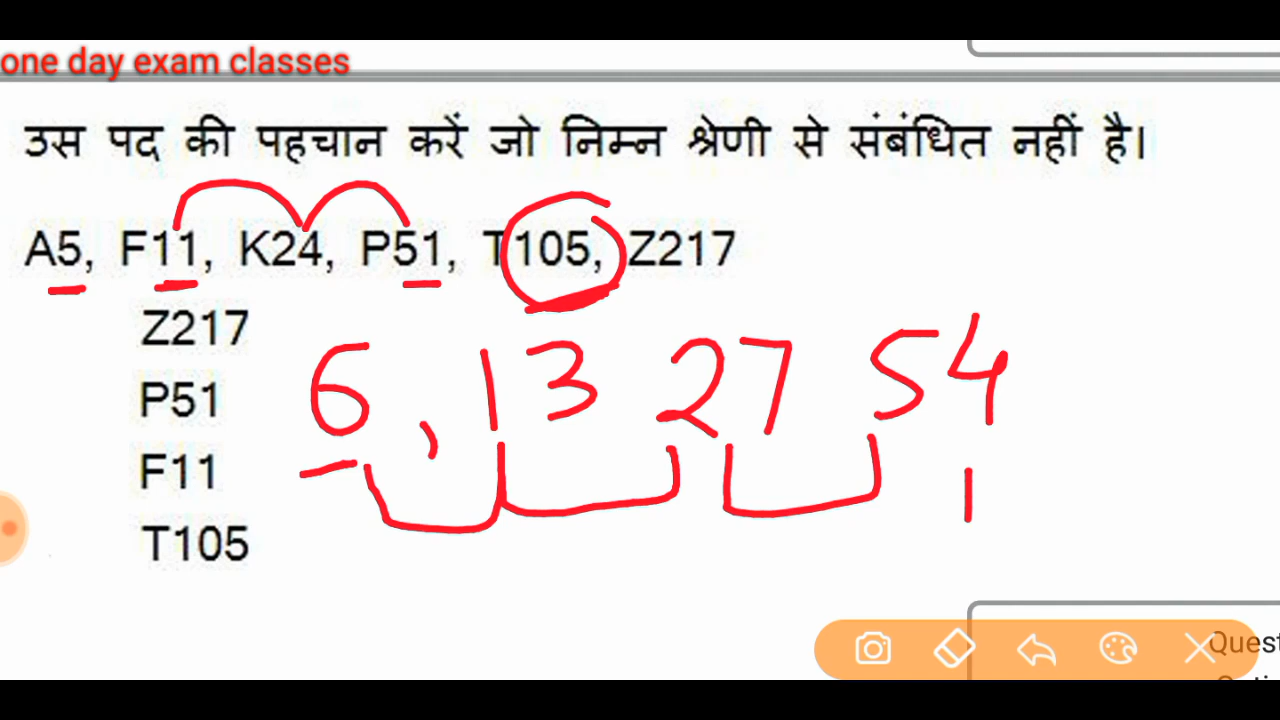 one day exam classes
उस पद की पहचान करें जो निम्न श्रेणी से संबंधित नहीं है।
A5, F11, K24, P51, T105, Z217
Z217
6 , 13 27 54
P51
F11
1
T105
Quest